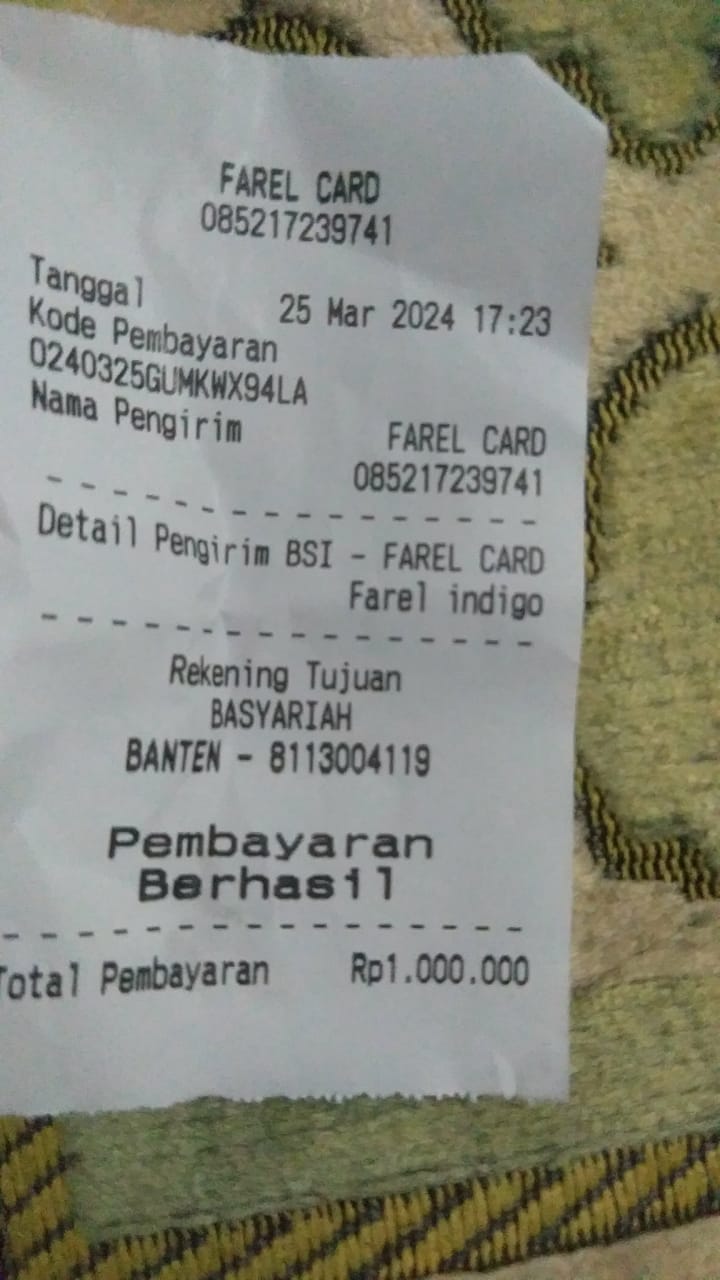 FAREL CARD
085217239741
Tanggal 25 Mar 2024 17:23
Kode Pembayaran
0240325GUMKWX94LA
Nama Pengirim FAREL CARD
085217239741
Detail Pengirim BSI - FAREL CARD
Farel indigo
Rekening Tujuan
BASYARIAH
BANTEN - 8113004119
Pembayaran
Berhasil
Total Pembayaran Rp1.000.000